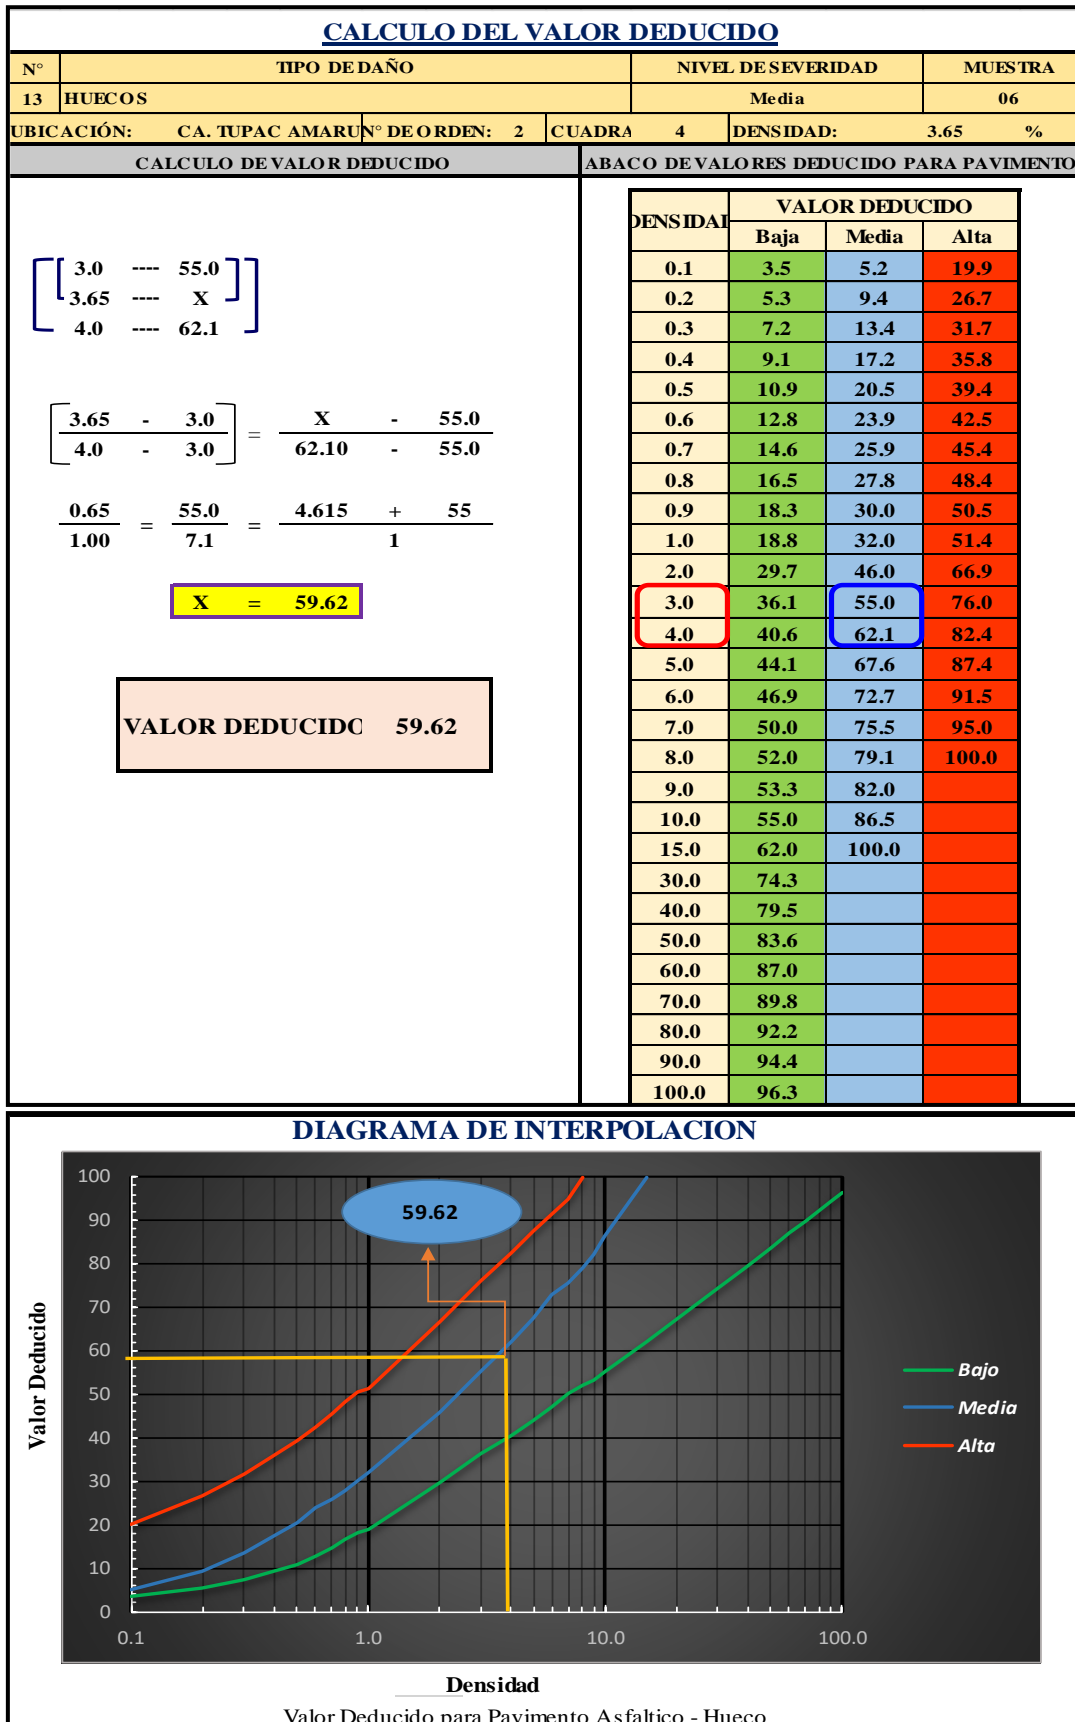 CALCULO DEL VALOR DEDUCIDO
N° TIPO DE DAÑO NIVEL DE SEVERIDAD MUESTRA
13 HUECOS Media 06
UBICACIÓN: CA. TUPAC AMARU N° DE ORDEN: 2 CUADRA 4 DENSIDAD: 3.65 %
CALCULO DE VALOR DEDUCIDO
3.0 ---- 55.0
3.65 ---- X
4.0 ---- 62.1
3.65 - 3.0 = X - 55.0
4.0 - 3.0 62.10 - 55.0
0.65 = 55.0 = 4.615 + 55
1.00 7.1 1
X = 59.62
VALOR DEDUCIDO 59.62
ABACO DE VALORES DEDUCIDO PARA PAVIMENTO
DENSIDAD VALOR DEDUCIDO
Baja Media Alta
0.1 3.5 5.2 19.9
0.2 5.3 9.4 26.7
0.3 7.2 13.4 31.7
0.4 9.1 17.2 35.8
0.5 10.9 20.5 39.4
0.6 12.8 23.9 42.5
0.7 14.6 25.9 45.4
0.8 16.5 27.8 48.4
0.9 18.3 30.0 50.5
1.0 18.8 32.0 51.4
2.0 29.7 46.0 66.9
3.0 36.1 55.0 76.0
4.0 40.6 62.1 82.4
5.0 44.1 67.6 87.4
6.0 46.9 72.7 91.5
7.0 50.0 75.5 95.0
8.0 52.0 79.1 100.0
9.0 53.3 82.0
10.0 55.0 86.5
15.0 62.0 100.0
30.0 74.3
40.0 79.5
50.0 83.6
60.0 87.0
70.0 89.8
80.0 92.2
90.0 94.4
100.0 96.3
DIAGRAMA DE INTERPOLACION
Valor Deducido
100
90
80
70
60
50
40
30
20
10
0
59.62
Bajo
Media
Alta
0.1 1.0 10.0 100.0
Densidad
Valor Deducido para Pavimento Asfaltico - Hueco